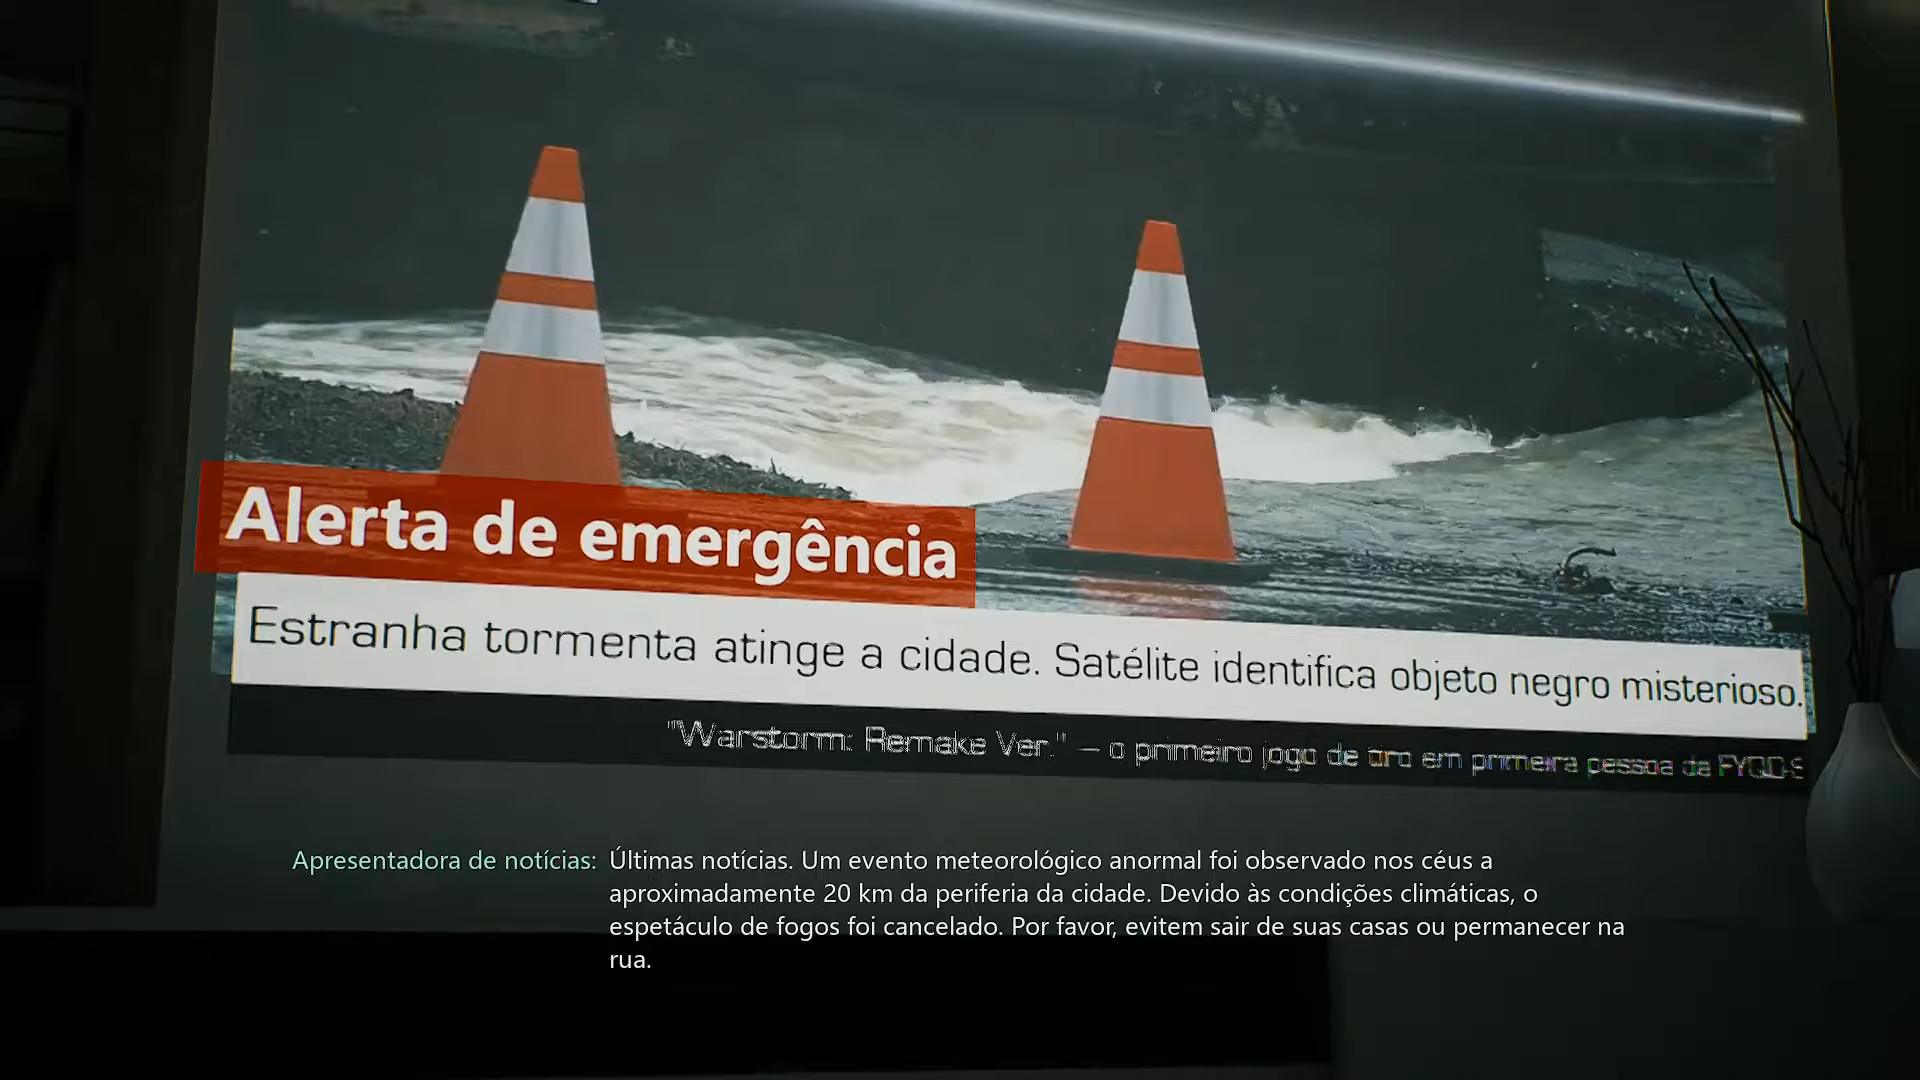 Alerta de emergência
Estranha tormenta atinge a cidade. Satélite identifica objeto negro misterioso.
"Warstorm: Remake Ver." – o primeiro jogo de tiro em primeira pessoa da FYQD-S
Apresentadora de notícias: Últimas notícias. Um evento meteorológico anormal foi observado nos céus a
aproximadamente 20 km da periferia da cidade. Devido às condições climáticas, o
espetáculo de fogos foi cancelado. Por favor, evitem sair de suas casas ou permanecer na
rua.